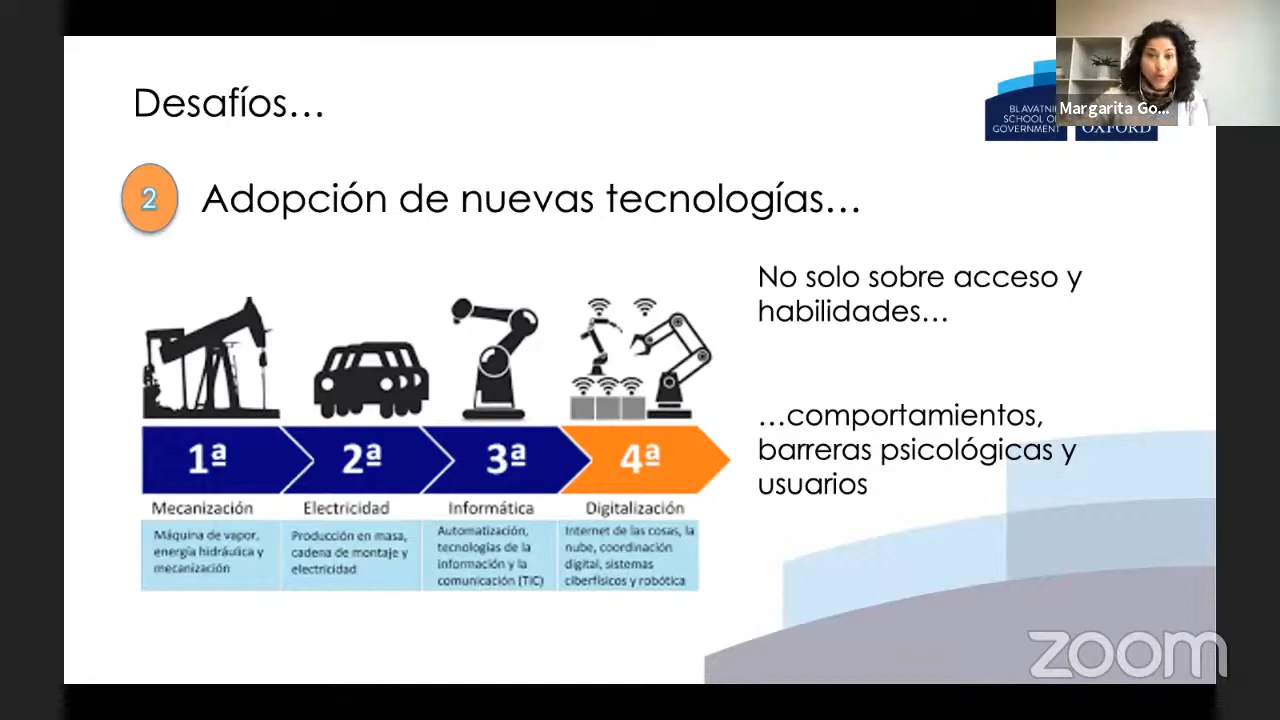 Desafíos…
BLAVATNIK
SCHOOL OF
GOVERNMENT
OXFORD
Margarita Go...
2
Adopción de nuevas tecnologías…
No solo sobre acceso y
habilidades…
…comportamientos,
barreras psicológicas y
usuarios
1ª
2ª
3ª
4ª
Mecanización
Electricidad
Informática
Digitalización
Máquina de vapor,
energía hidráulica y
mecanización
Producción en masa,
cadena de montaje y
electricidad
Automatización,
tecnologías de la
información y la
comunicación (TIC)
Internet de las cosas, la
nube, coordinación
digital, sistemas
ciberfísicos y robótica
zoom